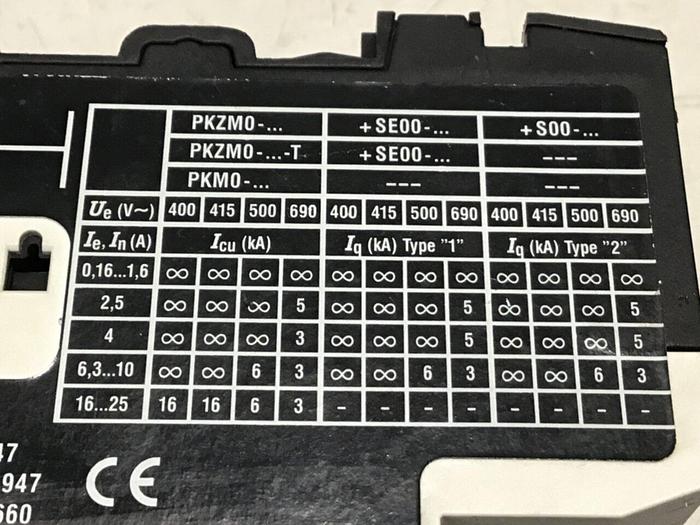 PKZM0-... +SE00-... +S00-...
PKZM0-...-T +SE00-... ---
PKM0-... --- ---
Ue (V~) 400 415 500 690 400 415 500 690 400 415 500 690
Ie, In (A) Icu (kA) Iq (kA) Type "1" Iq (kA) Type "2"
0,16...1,6 ∞ ∞ ∞ ∞ ∞ ∞ ∞ ∞ ∞ ∞ ∞ ∞
2,5 ∞ ∞ ∞ 5 ∞ ∞ ∞ 5 ∞ ∞ ∞ 5
4 ∞ ∞ ∞ 3 ∞ ∞ ∞ 5 ∞ ∞ ∞ 5
6,3...10 ∞ ∞ 6 3 ∞ ∞ 6 3 ∞ ∞ 6 3
16...25 16 16 6 3 - - - - - - - -
47
947
660
CE